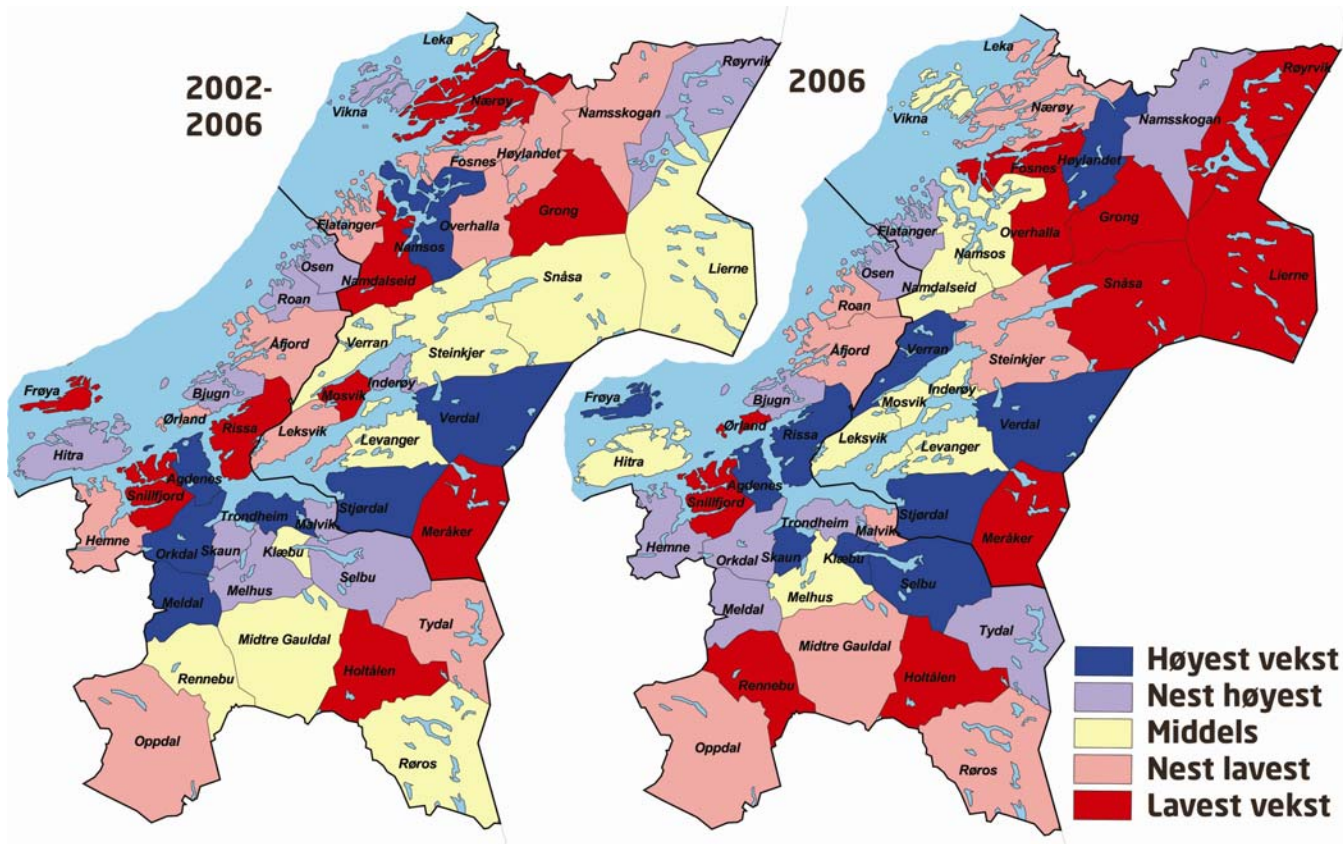 2002-
2006
Leka
Vikna
Nærøy
Røyrvik
Namsskogan
Høylandet
Fosnes
Grong
Overhalla
Flatanger
Namsos
Osen
Namdalseid
Snåsa
Lierne
Roan
Verran
Steinkjer
Åfjord
Inderøy
Mosvik
Bjugn
Frøya
Ørland
Rissa
Leksvik
Verdal
Levanger
Hitra
Agdenes
Snillfjord
Trondheim
Stjørdal
Malvik
Meråker
Hemne
Orkdal
Skaun
Klæbu
Selbu
Melhus
Meldal
Tydal
Midtre Gauldal
Holtålen
Rennebu
Oppdal
Røros
2006
Leka
Vikna
Nærøy
Røyrvik
Namsskogan
Høylandet
Fosnes
Grong
Overhalla
Flatanger
Namsos
Osen
Namdalseid
Snåsa
Lierne
Roan
Verran
Steinkjer
Åfjord
Inderøy
Mosvik
Bjugn
Frøya
Ørland
Rissa
Leksvik
Verdal
Levanger
Hitra
Agdenes
Snillfjord
Trondheim
Stjørdal
Malvik
Meråker
Hemne
Orkdal
Skaun
Klæbu
Selbu
Melhus
Meldal
Tydal
Midtre Gauldal
Holtålen
Rennebu
Oppdal
Røros
Høyest vekst
Nest høyest
Middels
Nest lavest
Lavest vekst